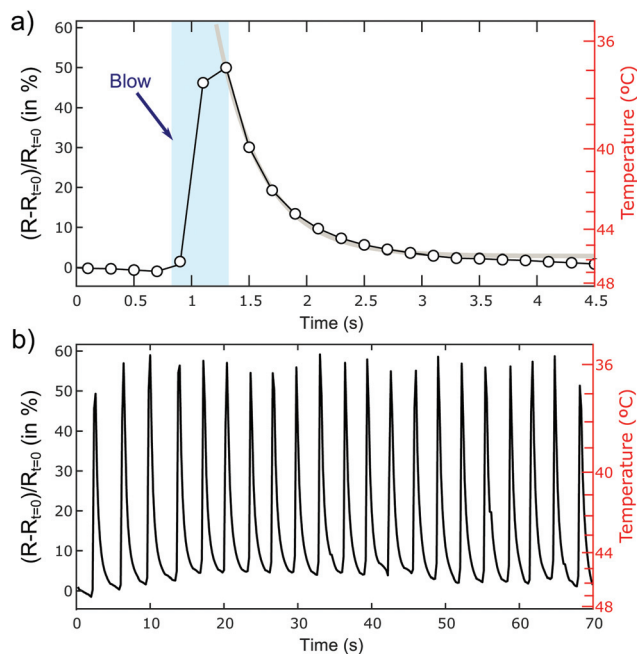 a)
60
50
40
30
20
10
0
(R-R_{t=0})/R_{t=0} (in %)
Blow
36
40
44
48
Temperature (ºC)
0 0.5 1 1.5 2 2.5 3 3.5 4 4.5
Time (s)
b)
60
50
40
30
20
10
0
(R-R_{t=0})/R_{t=0} (in %)
36
40
44
48
Temperature (ºC)
0 10 20 30 40 50 60 70
Time (s)